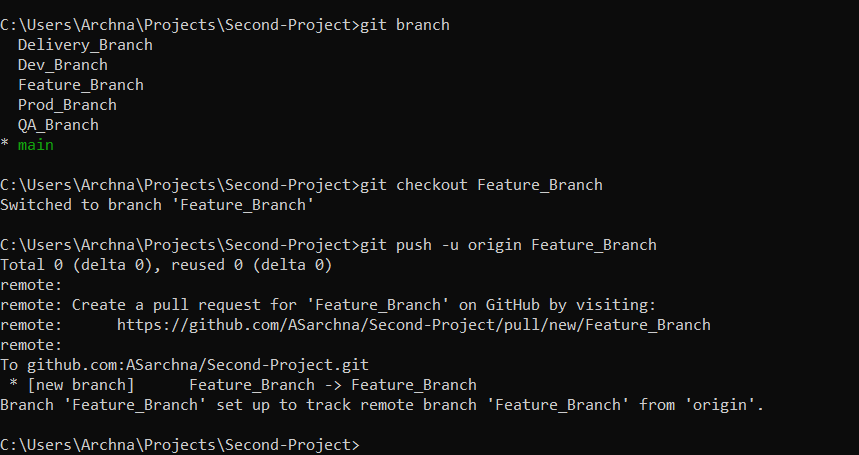 C:\Users\Archna\Projects\Second-Project>git branch
  Delivery_Branch
  Dev_Branch
  Feature_Branch
  Prod_Branch
  QA_Branch
* main
C:\Users\Archna\Projects\Second-Project>git checkout Feature_Branch
Switched to branch 'Feature_Branch'
C:\Users\Archna\Projects\Second-Project>git push -u origin Feature_Branch
Total 0 (delta 0), reused 0 (delta 0)
remote:
remote: Create a pull request for 'Feature_Branch' on GitHub by visiting:
remote:      https://github.com/ASarchna/Second-Project/pull/new/Feature_Branch
remote:
To github.com:ASarchna/Second-Project.git
 * [new branch]      Feature_Branch -> Feature_Branch
Branch 'Feature_Branch' set up to track remote branch 'Feature_Branch' from 'origin'.
C:\Users\Archna\Projects\Second-Project>